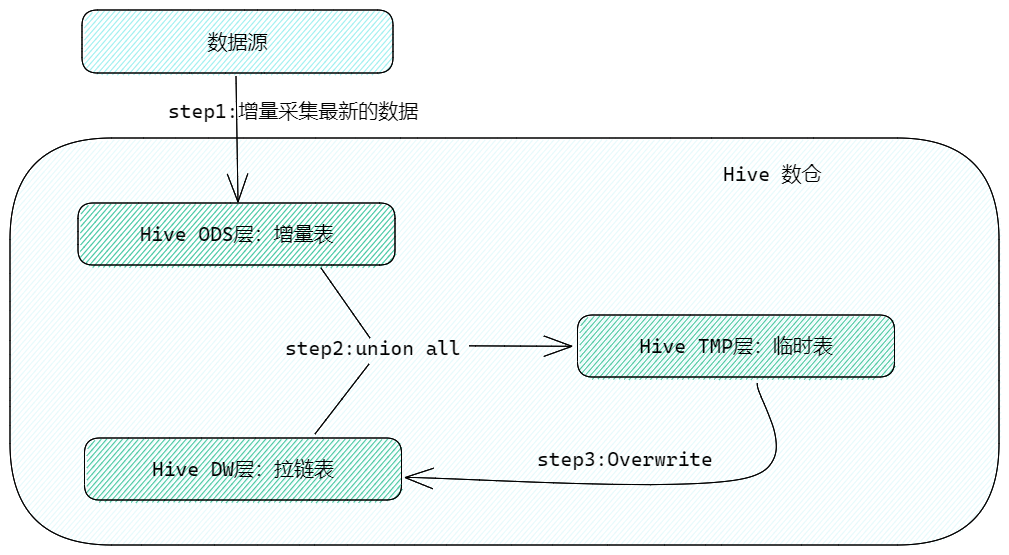 数据源
step1:增量采集最新的数据
Hive 数仓
Hive ODS层: 增量表
step2:union all
Hive TMP层: 临时表
step3:Overwrite
Hive DW层: 拉链表